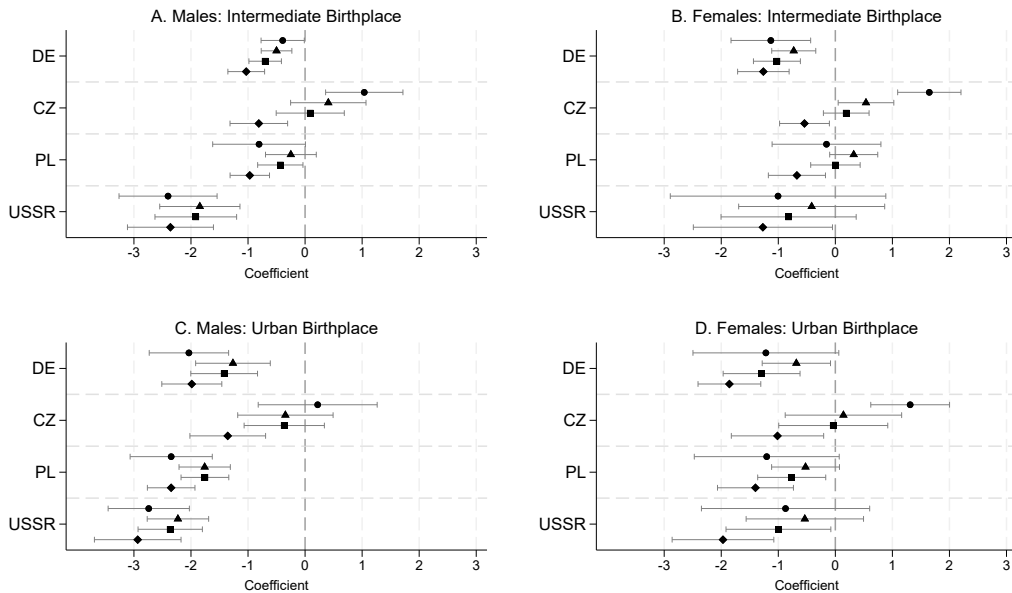 A. Males: Intermediate Birthplace
DE
CZ
PL
USSR
-3 -2 -1 0 1 2 3
Coefficient
B. Females: Intermediate Birthplace
DE
CZ
PL
USSR
-3 -2 -1 0 1 2 3
Coefficient
C. Males: Urban Birthplace
DE
CZ
PL
USSR
-3 -2 -1 0 1 2 3
Coefficient
D. Females: Urban Birthplace
DE
CZ
PL
USSR
-3 -2 -1 0 1 2 3
Coefficient